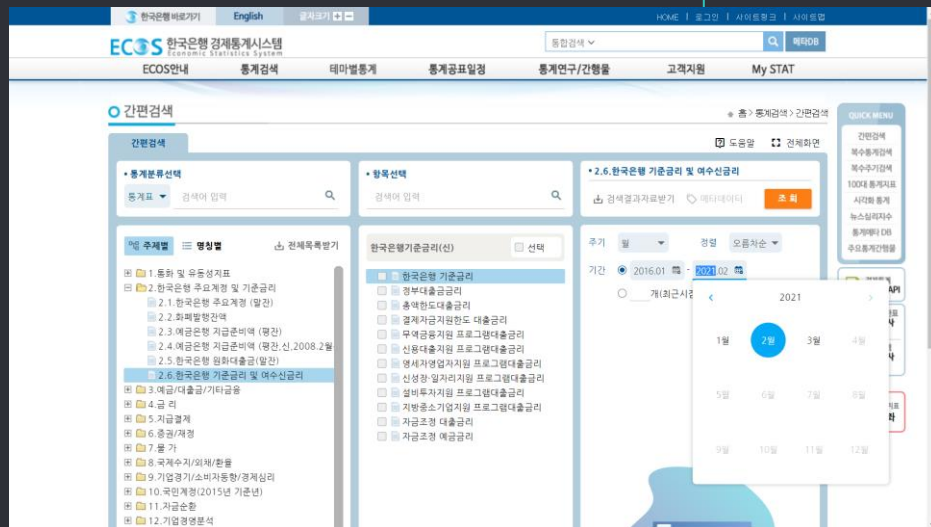 한국은행 바로가기 English 글자크기 HOME | 로그인 | 사이트링크 | 사이트맵
ECOS 한국은행 경제통계시스템
Economic Statistics System
통합검색
메타DB
ECOS안내 통계검색 테마별통계 통계공표일정 통계연구/간행물 고객지원 My STAT
간편검색
홈 > 통계검색 > 간편검색
간편검색
도움말 전체화면
• 통계분류선택
통계표 검색어 입력
• 항목선택
검색어 입력
• 2.6.한국은행 기준금리 및 여수신금리
검색결과자료받기 메타데이터 조회
주제별 명칭별 전체목록받기
1.통화 및 유동성지표
2.한국은행 주요계정 및 기준금리
2.1.한국은행 주요계정 (말잔)
2.2.화폐발행잔액
2.3.예금은행 지급준비액 (평잔)
2.4.예금은행 지급준비액 (평잔,신,2008.2월
2.5.한국은행 원화대출금(말잔)
2.6.한국은행 기준금리 및 여수신금리
3.예금/대출금/기타금융
4.금 리
5.지급결제
6.증권/재정
7.물 가
8.국제수지/외채/환율
9.기업경기/소비자동향/경제심리
10.국민계정(2015년 기준년)
11.자금순환
12.기업경영분석
한국은행기준금리(신) 선택
한국은행 기준금리
정부대출금금리
총액한도대출금리
결제자금지원한도 대출금리
무역금융지원 프로그램대출금리
신용대출지원 프로그램대출금리
영세자영업자지원 프로그램대출금리
신성장·일자리지원 프로그램대출금리
설비투자지원 프로그램대출금리
지방중소기업지원 프로그램대출금리
자금조정 대출금리
자금조정 예금금리
주기 월 정렬 오름차순
기간 2016.01 - 2021.02
개(최근시점
2021
1월 2월 3월 4월
5월 6월 7월 8월
9월 10월 11월 12월
QUICK MENU
간편검색
복수통계검색
복수주기검색
100대 통계지표
시각화 통계
뉴스심리지수
통계메타 DB
주요통계간행물
API